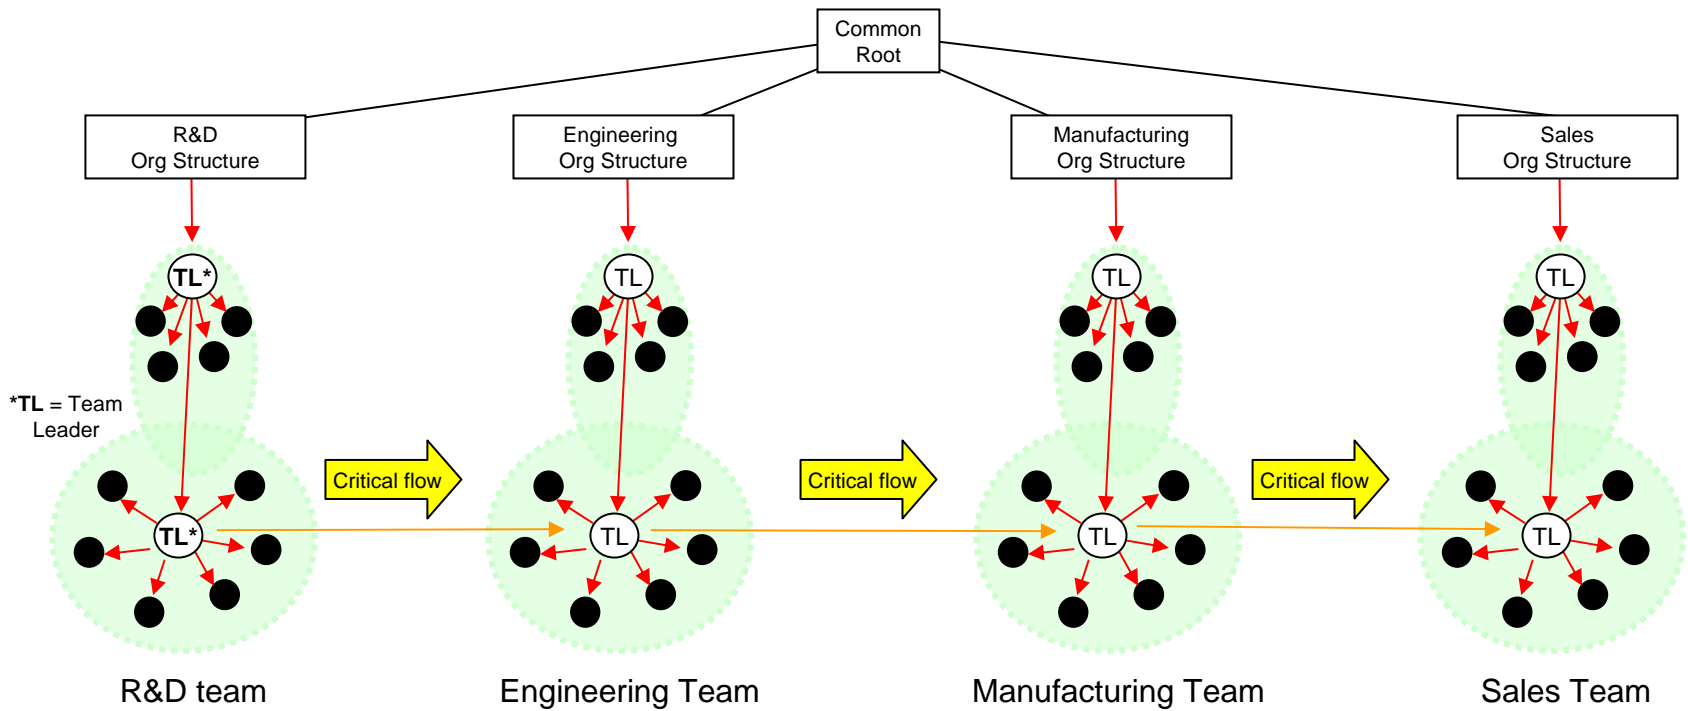 Common
Root
R&D
Org Structure
Engineering
Org Structure
Manufacturing
Org Structure
Sales
Org Structure
TL*
TL
TL
TL
*TL = Team
Leader
Critical flow
Critical flow
Critical flow
TL*
TL
TL
TL
R&D team
Engineering Team
Manufacturing Team
Sales Team